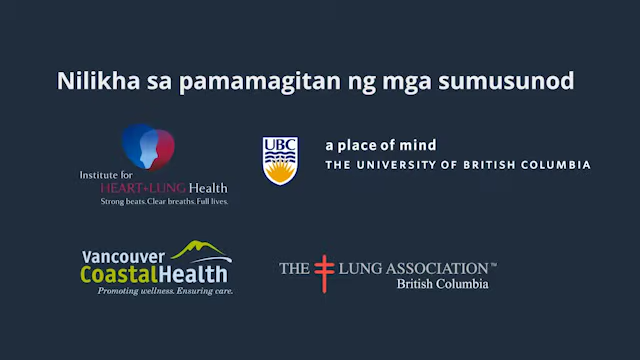 Nilikha sa pamamagitan ng mga sumusunod
Institute for
HEART+LUNG Health
Strong beats. Clear breaths. Full lives.
UBC
a place of mind
THE UNIVERSITY OF BRITISH COLUMBIA
Vancouver
CoastalHealth
Promoting wellness. Ensuring care.
THE LUNG ASSOCIATION™
British Columbia